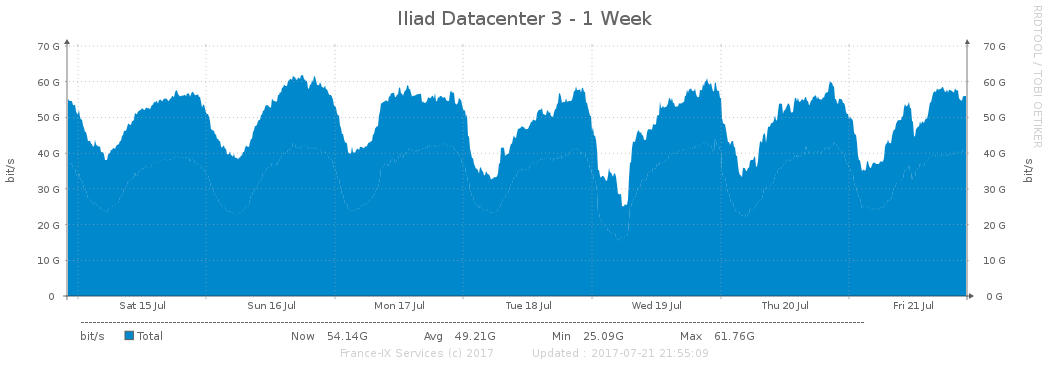 Iliad Datacenter 3 - 1 Week
RRDTOOL / TOBI OETIKER
70 G 70 G
60 G 60 G
50 G 50 G
40 G 40 G
30 G 30 G
20 G 20 G
10 G 10 G
0 0 G
bit/s bit/s
Sat 15 Jul Sun 16 Jul Mon 17 Jul Tue 18 Jul Wed 19 Jul Thu 20 Jul Fri 21 Jul
bit/s Total Now 54.14G Avg 49.21G Min 25.09G Max 61.76G
France-IX Services (c) 2017 Updated : 2017-07-21 21:55:09